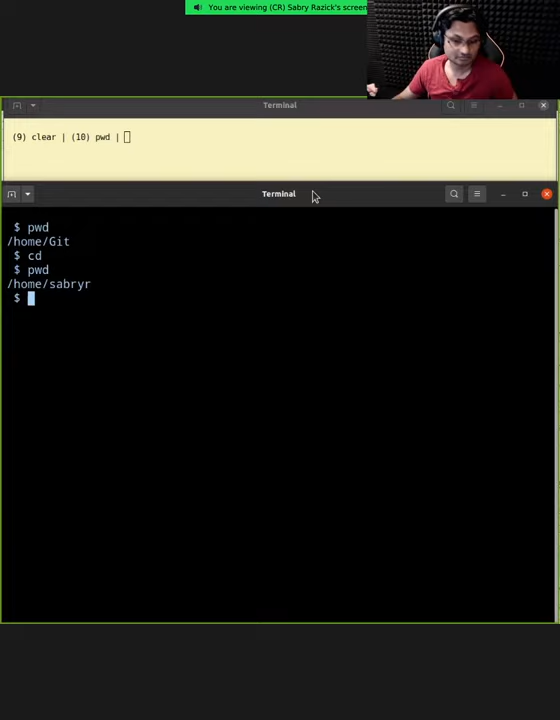 You are viewing (CR) Sabry Razick's screen
Terminal
(9) clear | (10) pwd |
Terminal
$ pwd
/home/Git
$ cd
$ pwd
/home/sabryr
$